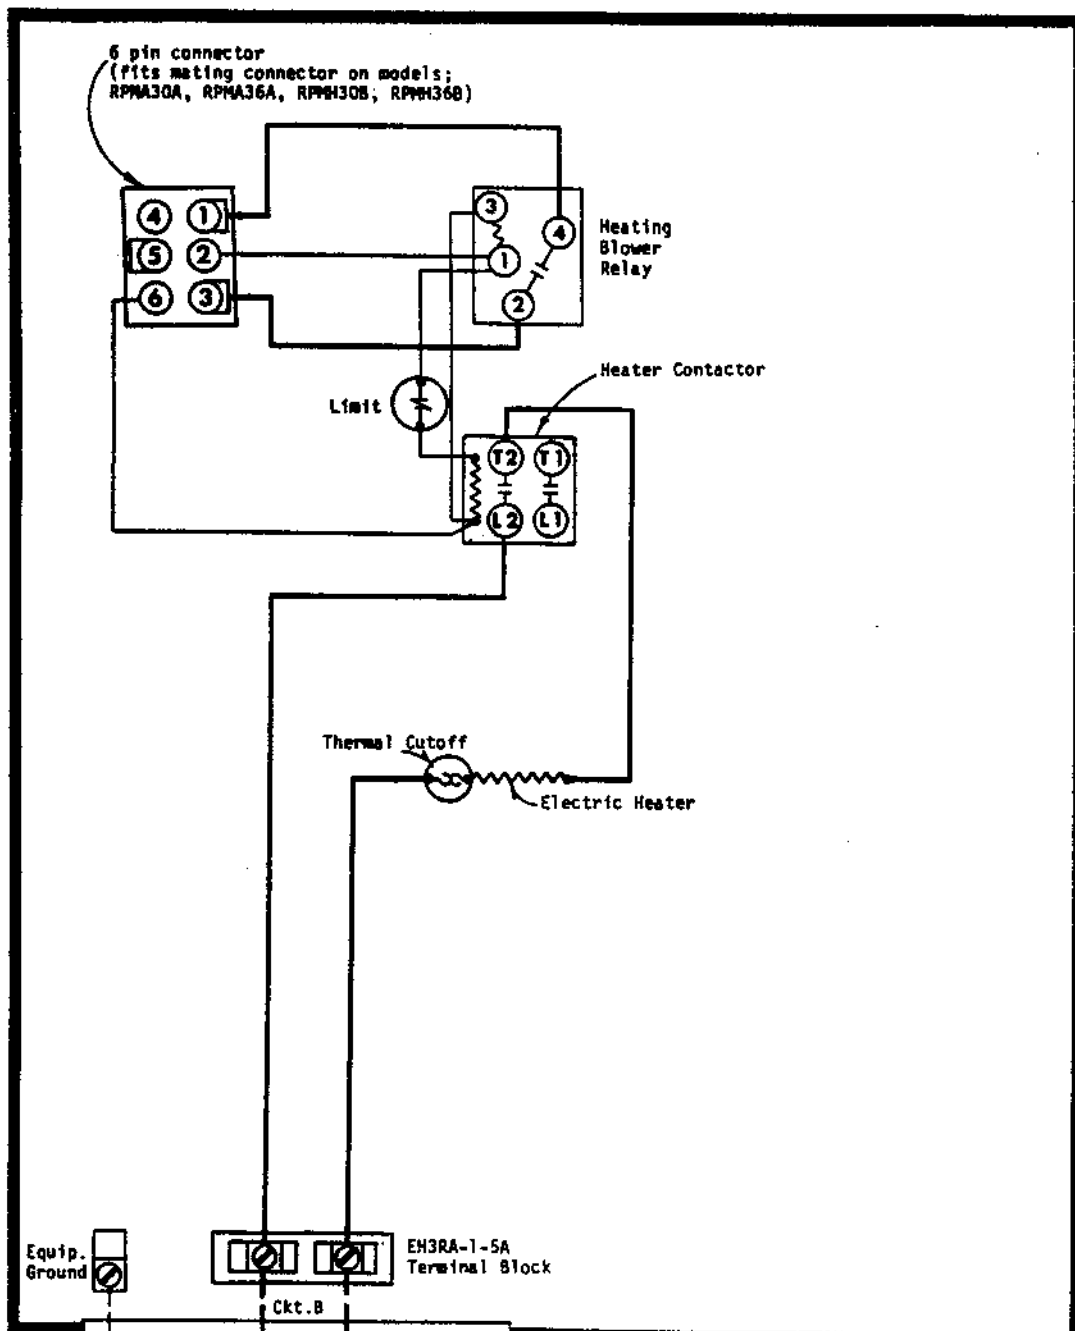 6 pin connector
(fits mating connector on models;
RPMA30A, RPMA36A, RPMH30B, RPMH36B)
4 1
5 2
6 3
3
4
1
2
Heating
Blower
Relay
Heater Contactor
Limit
T2 T1
L2 L1
Thermal Cutoff
Electric Heater
Equip.
Ground
EH3RA-1-5A
Terminal Block
Ckt.B